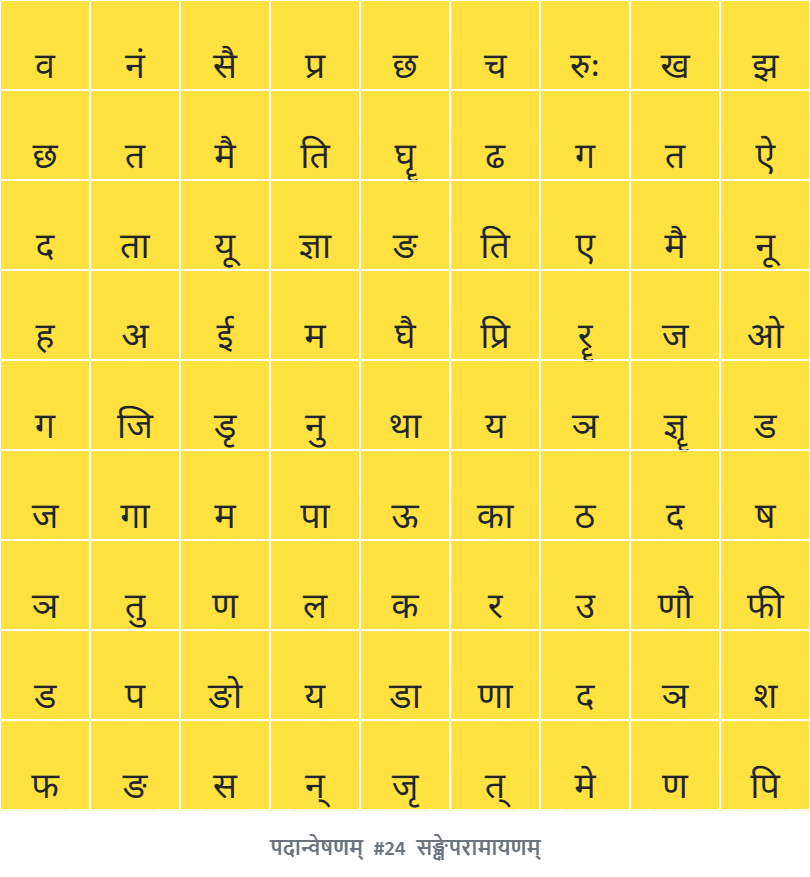 व नं सै प्र छ च रुः ख झ
छ त मै ति घॄ ढ ग त ऐ
द ता यू ज्ञा ङ ति ए मै नू
ह अ ई म घै प्रि रॄ ज ओ
ग जि डृ नु था य ञ ज्ञॄ ड
ज गा म पा ऊ का ठ द ष
ञ तु ण ल क र उ णौ फी
ड प ङो य डा णा द ञ श
फ ङ स न् जृ त् मे ण पि
पदान्वेषणम् #24 सङ्क्षेपरामायणम्